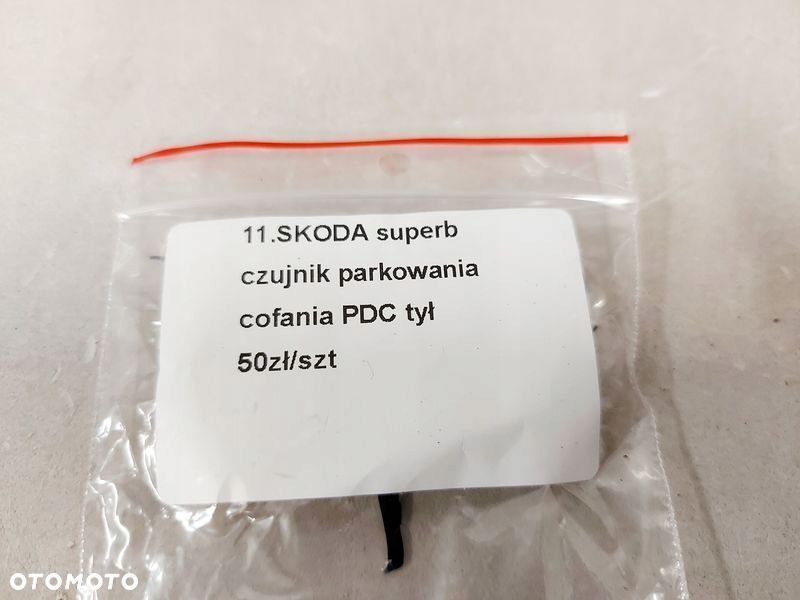 11.SKODA superb
czujnik parkowania
cofania PDC tył
50zł/szt
OTOMOTO